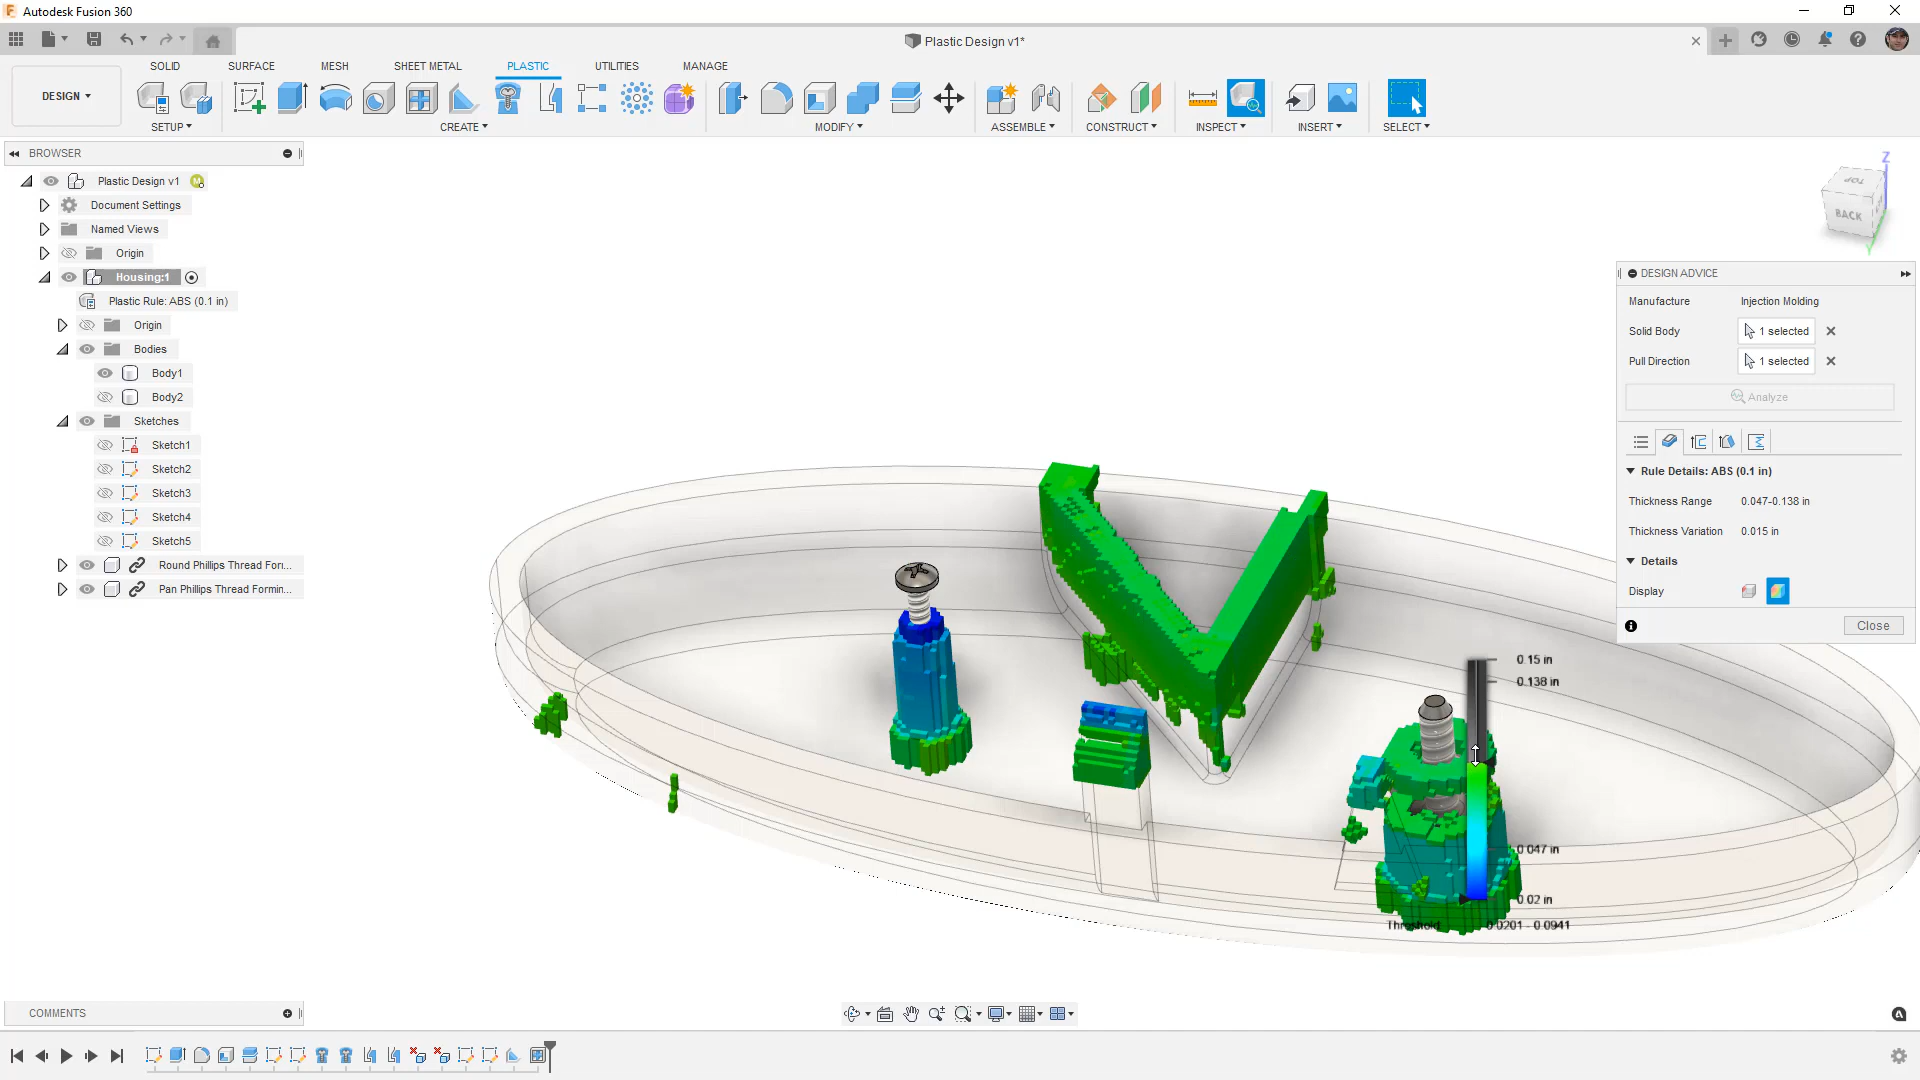 Autodesk Fusion 360
Plastic Design v1*
SOLID
SURFACE
MESH
SHEET METAL
PLASTIC
UTILITIES
MANAGE
DESIGN
SETUP
CREATE
MODIFY
ASSEMBLE
CONSTRUCT
INSPECT
INSERT
SELECT
BROWSER
Plastic Design v1
M
Document Settings
Named Views
Origin
Housing:1
Plastic Rule: ABS (0.1 in)
Origin
Bodies
Body1
Body2
Sketches
Sketch1
Sketch2
Sketch3
Sketch4
Sketch5
Round Phillips Thread Fori...
Pan Phillips Thread Formin...
Z
TOP
BACK
Y
DESIGN ADVICE
Manufacture
Injection Molding
Solid Body
1 selected
Pull Direction
1 selected
Analyze
Rule Details: ABS (0.1 in)
Thickness Range
0.047-0.138 in
Thickness Variation
0.015 in
Details
Display
Close
0.15 in
0.138 in
0.047 in
0.02 in
Threshold
0.0201 - 0.0941
COMMENTS